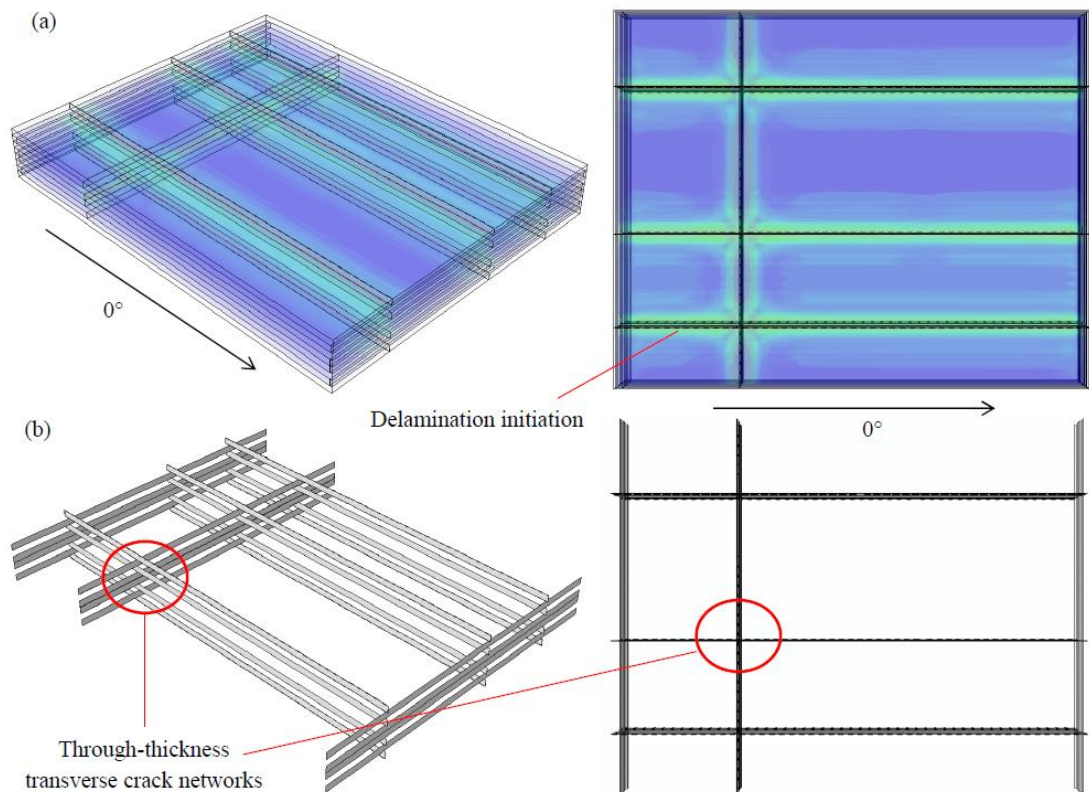 (a)
0°
Delamination initiation
0°
(b)
Through-thickness
transverse crack networks